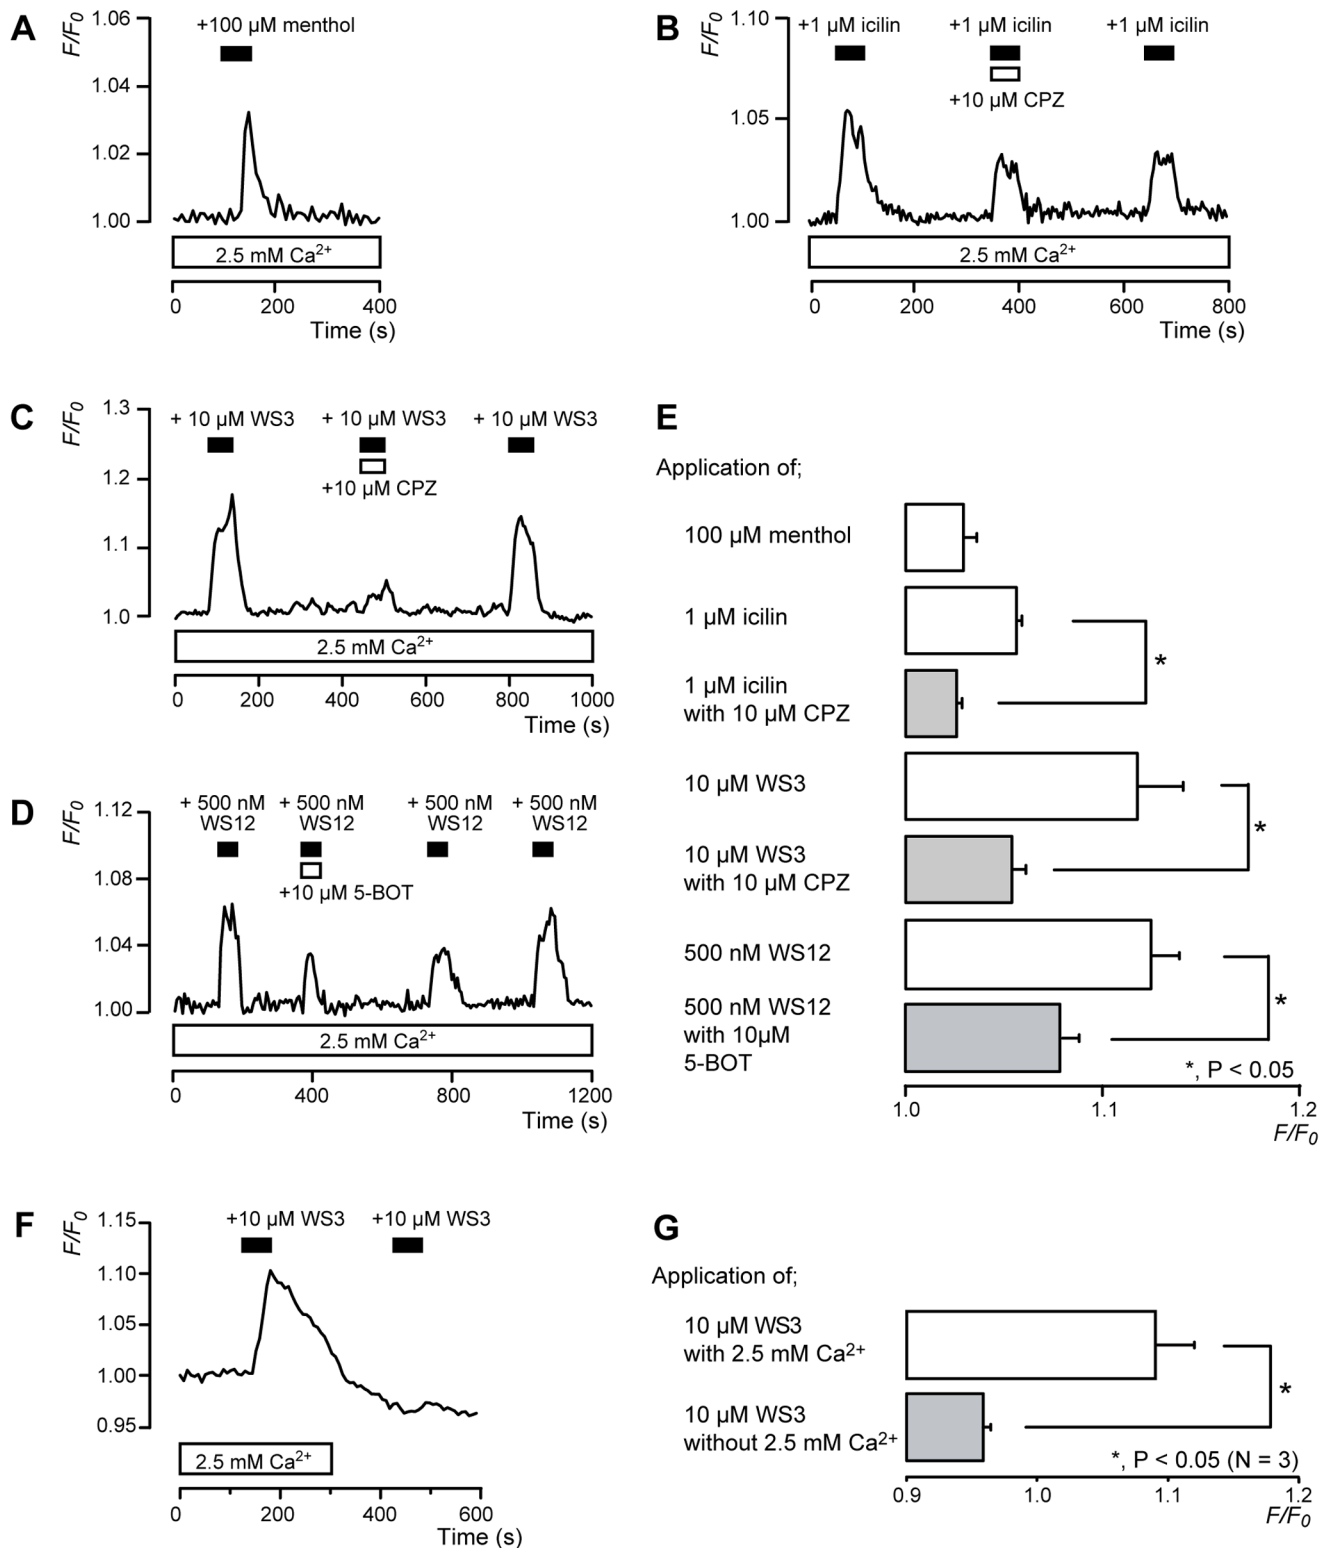 A
F/F0
+100 µM menthol
1.06
1.04
1.02
1.00
2.5 mM Ca2+
0 200 400
Time (s)
B
F/F0
+1 µM icilin +1 µM icilin +1 µM icilin
+10 µM CPZ
1.10
1.05
1.00
2.5 mM Ca2+
0 200 400 600 800
Time (s)
C
F/F0
+ 10 µM WS3 + 10 µM WS3 + 10 µM WS3
+10 µM CPZ
1.3
1.2
1.1
1.0
2.5 mM Ca2+
0 200 400 600 800 1000
Time (s)
D
F/F0
+ 500 nM + 500 nM + 500 nM + 500 nM
WS12 WS12 WS12 WS12
+10 µM 5-BOT
1.12
1.08
1.04
1.00
2.5 mM Ca2+
0 400 800 1200
Time (s)
E
Application of;
100 µM menthol
1 µM icilin
*
1 µM icilin
with 10 µM CPZ
10 µM WS3
*
10 µM WS3
with 10 µM CPZ
500 nM WS12
*
500 nM WS12
with 10µM
5-BOT
*, P < 0.05
1.0 1.1 1.2
F/F0
F
F/F0
+10 µM WS3 +10 µM WS3
1.15
1.10
1.05
1.00
0.95
2.5 mM Ca2+
0 200 400 600
Time (s)
G
Application of;
10 µM WS3
with 2.5 mM Ca2+
*
10 µM WS3
without 2.5 mM Ca2+
*, P < 0.05 (N = 3)
0.9 1.0 1.1 1.2
F/F0